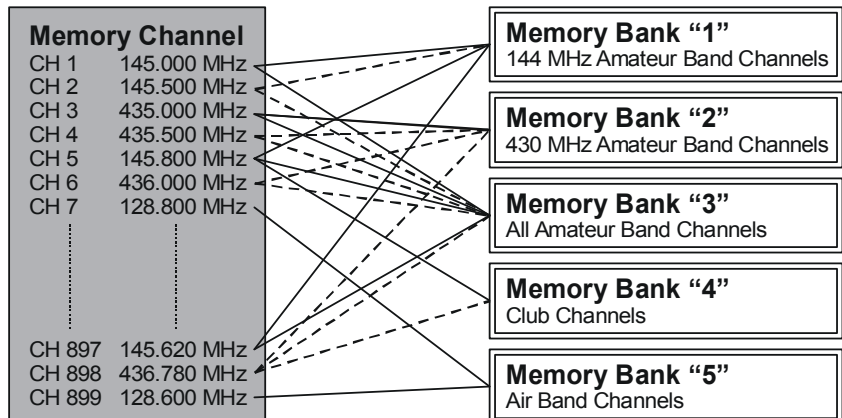 Memory Channel
CH 1 145.000 MHz
CH 2 145.500 MHz
CH 3 435.000 MHz
CH 4 435.500 MHz
CH 5 145.800 MHz
CH 6 436.000 MHz
CH 7 128.800 MHz
CH 897 145.620 MHz
CH 898 436.780 MHz
CH 899 128.600 MHz
Memory Bank “1”
144 MHz Amateur Band Channels
Memory Bank “2”
430 MHz Amateur Band Channels
Memory Bank “3”
All Amateur Band Channels
Memory Bank “4”
Club Channels
Memory Bank “5”
Air Band Channels